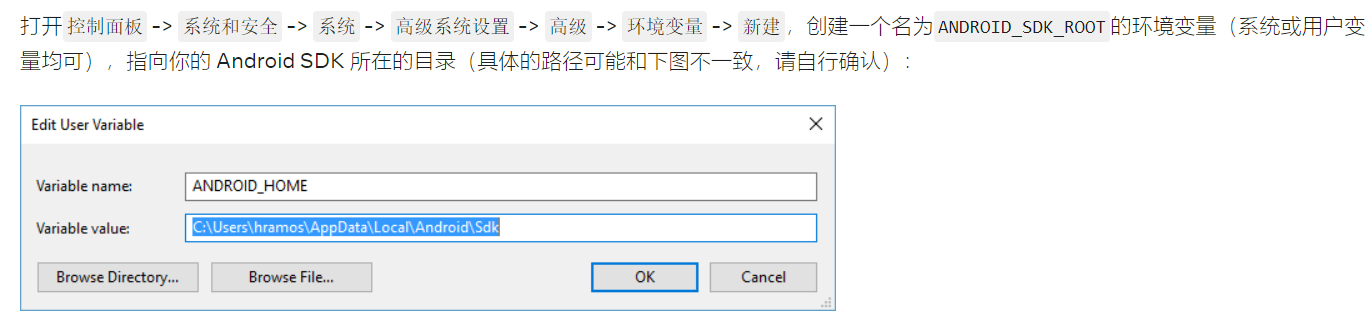 打开 控制面板 -> 系统和安全 -> 系统 -> 高级系统设置 -> 高级 -> 环境变量 -> 新建 ，创建一个名为 ANDROID_SDK_ROOT 的环境变量（系统或用户变
量均可），指向你的 Android SDK 所在的目录（具体的路径可能和下图不一致，请自行确认）：
Edit User Variable
Variable name: ANDROID_HOME
Variable value: C:\Users\hramos\AppData\Local\Android\Sdk
Browse Directory... Browse File... OK Cancel